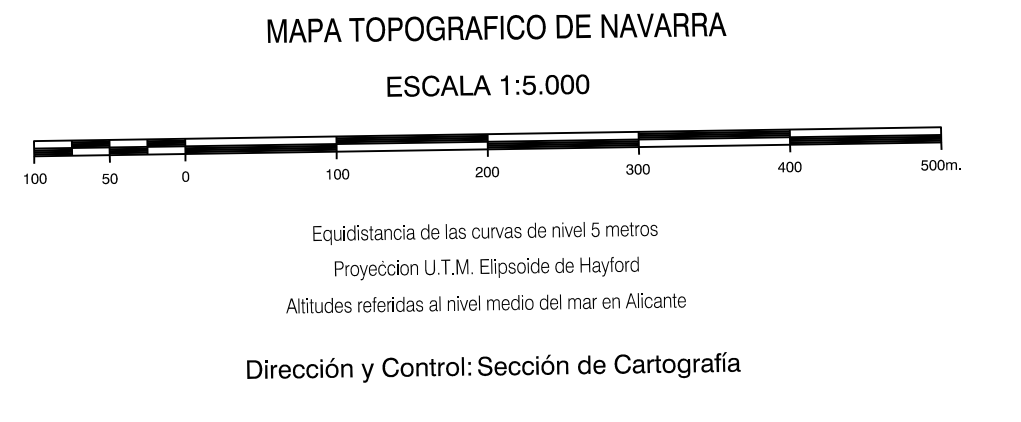 MAPA TOPOGRAFICO DE NAVARRA
ESCALA 1:5.000
100 50 0 100 200 300 400 500m.
Equidistancia de las curvas de nivel 5 metros
Proyeccion U.T.M. Elipsoide de Hayford
Altitudes referidas al nivel medio del mar en Alicante
Dirección y Control: Sección de Cartografía